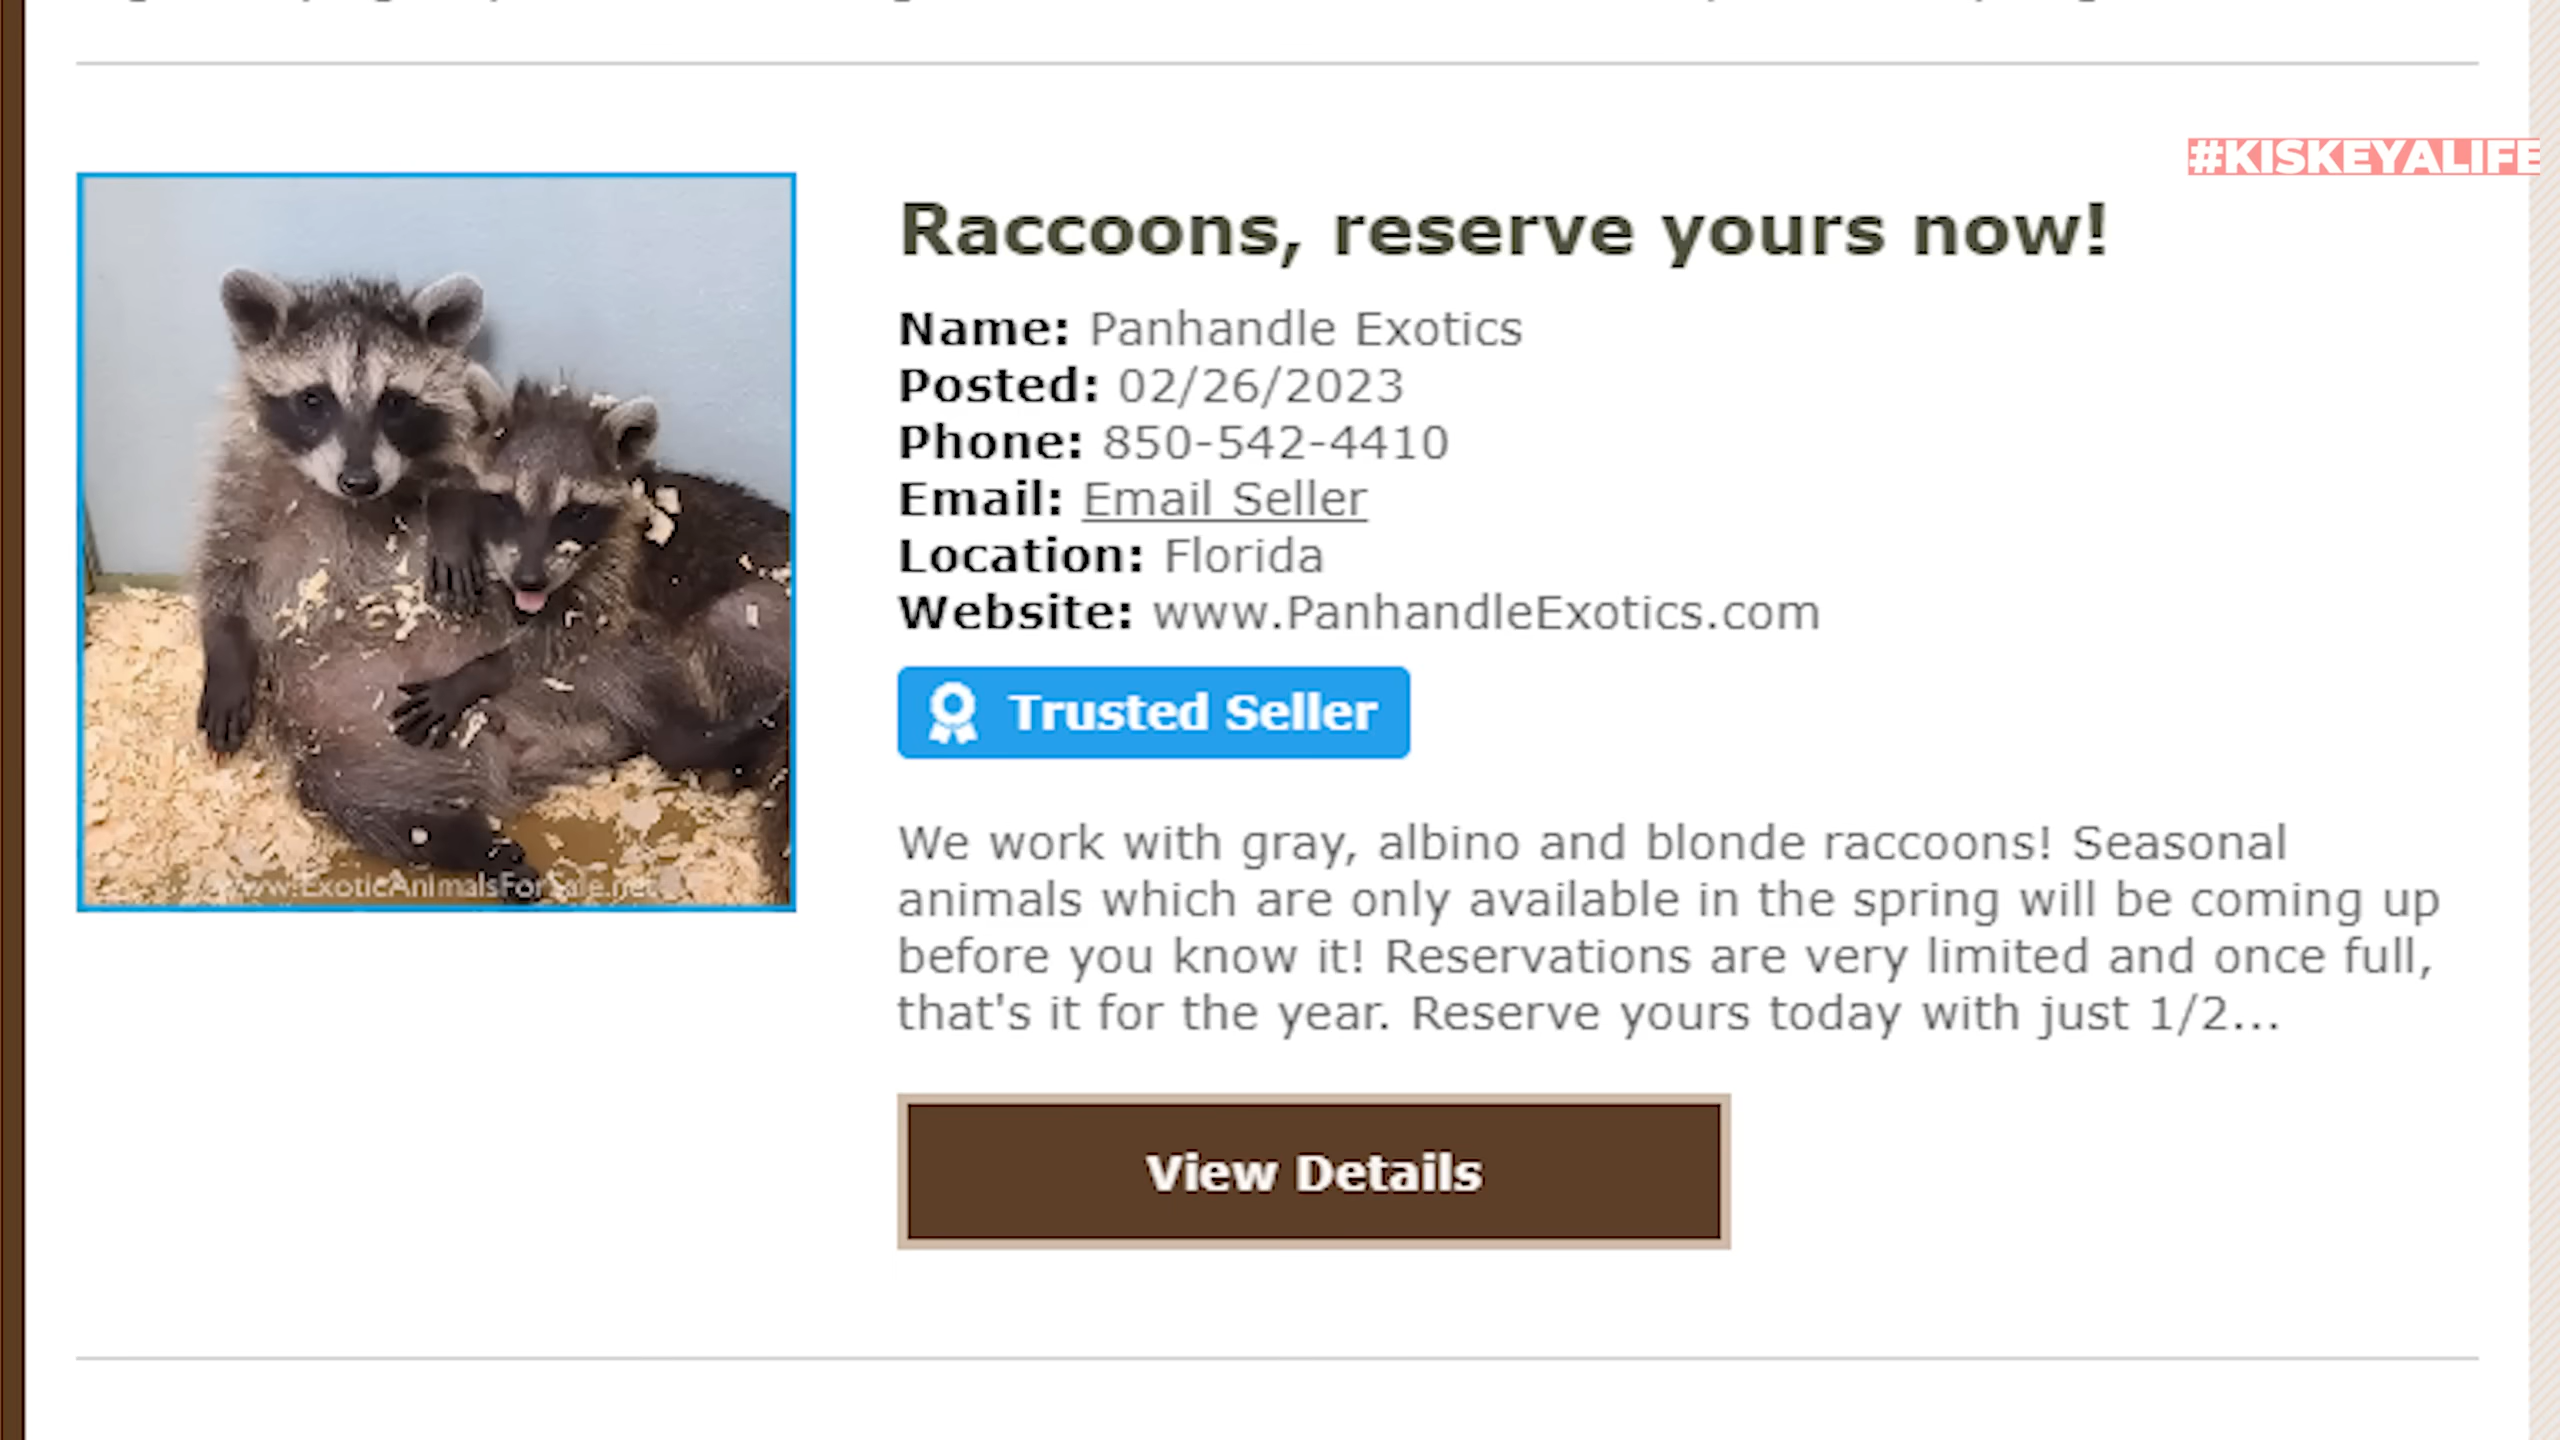 #KISKEYALIFE
Raccoons, reserve yours now!
Name: Panhandle Exotics
Posted: 02/26/2023
Phone: 850-542-4410
Email: Email Seller
Location: Florida
Website: www.PanhandleExotics.com
Trusted Seller
We work with gray, albino and blonde raccoons! Seasonal
animals which are only available in the spring will be coming up
before you know it! Reservations are very limited and once full,
that's it for the year. Reserve yours today with just 1/2...
www.ExoticAnimalsForSale.net
View Details